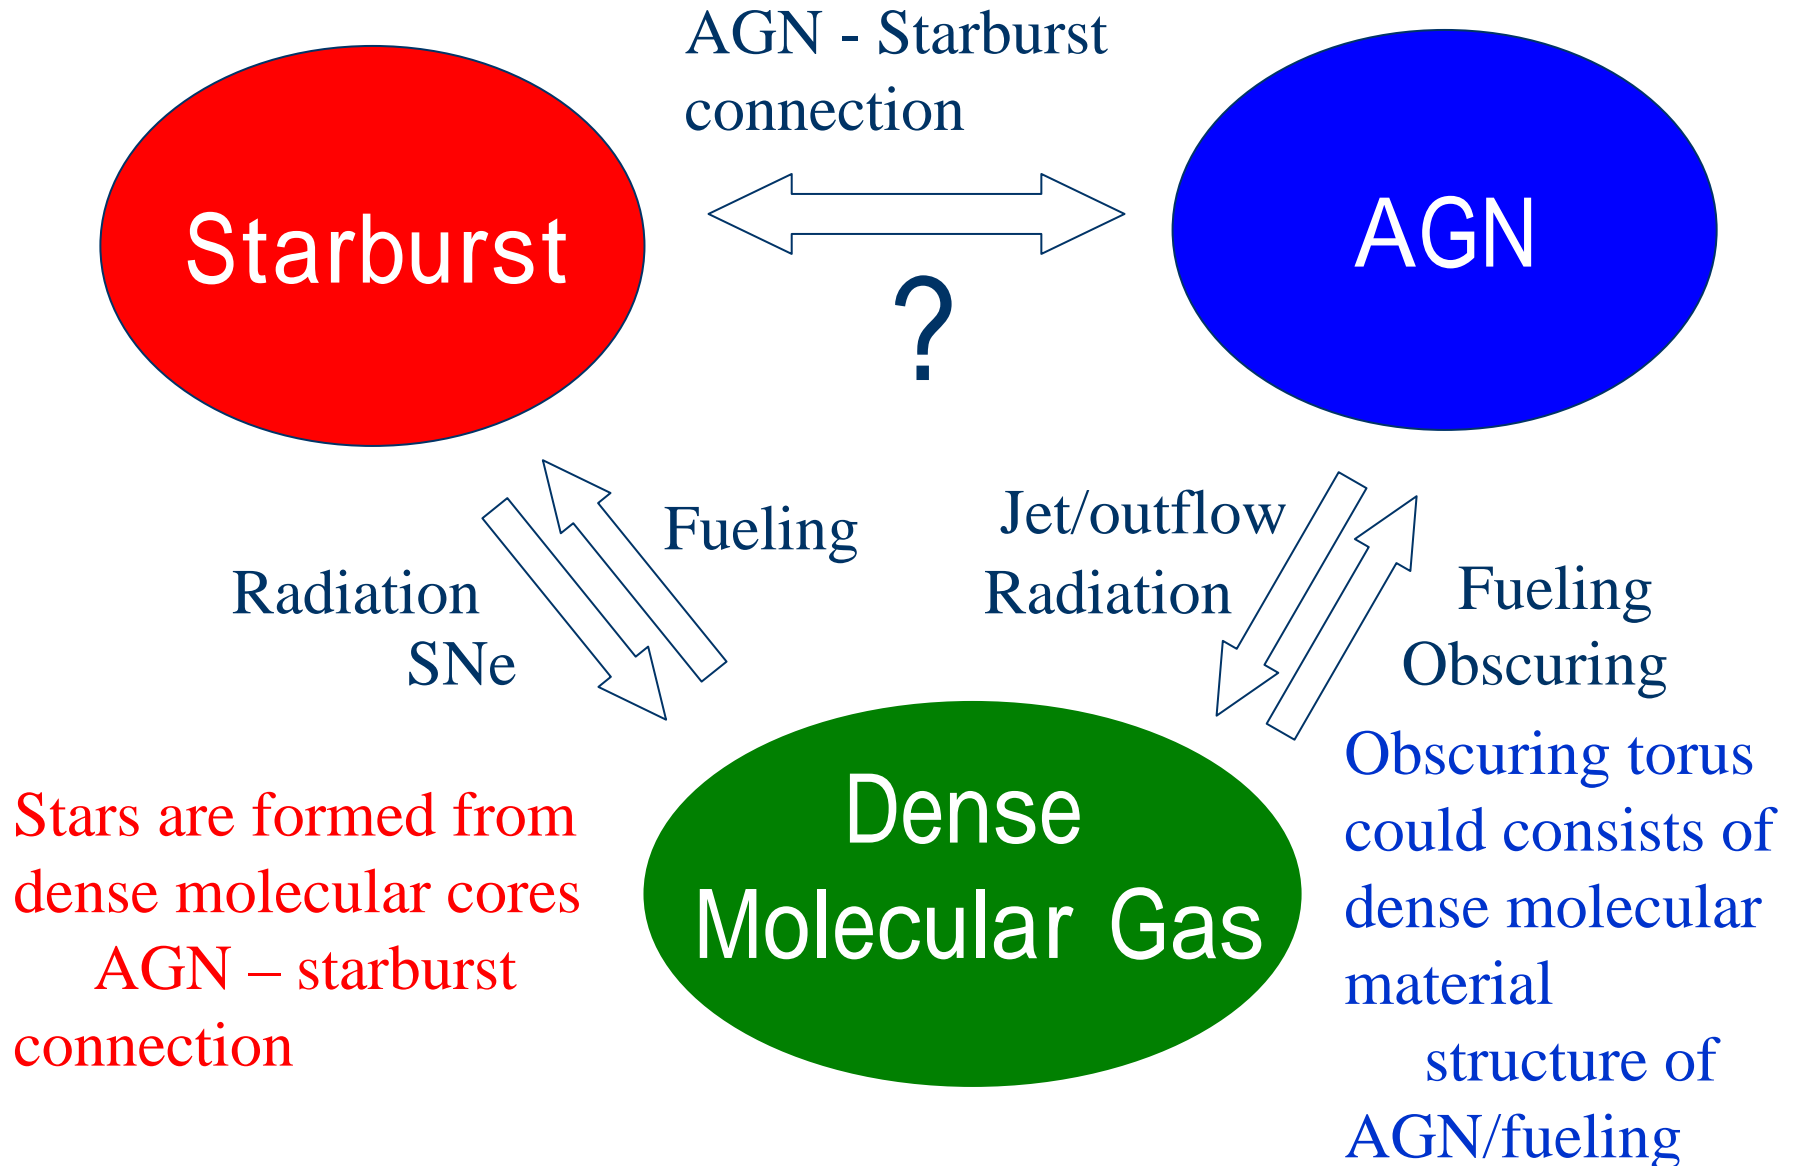 AGN - Starburst
connection
Starburst
AGN
?
Fueling
Radiation
SNe
Jet/outflow
Radiation
Fueling
Obscuring
Dense
Molecular Gas
Stars are formed from
dense molecular cores
AGN – starburst
connection
Obscuring torus
could consists of
dense molecular
material
structure of
AGN/fueling